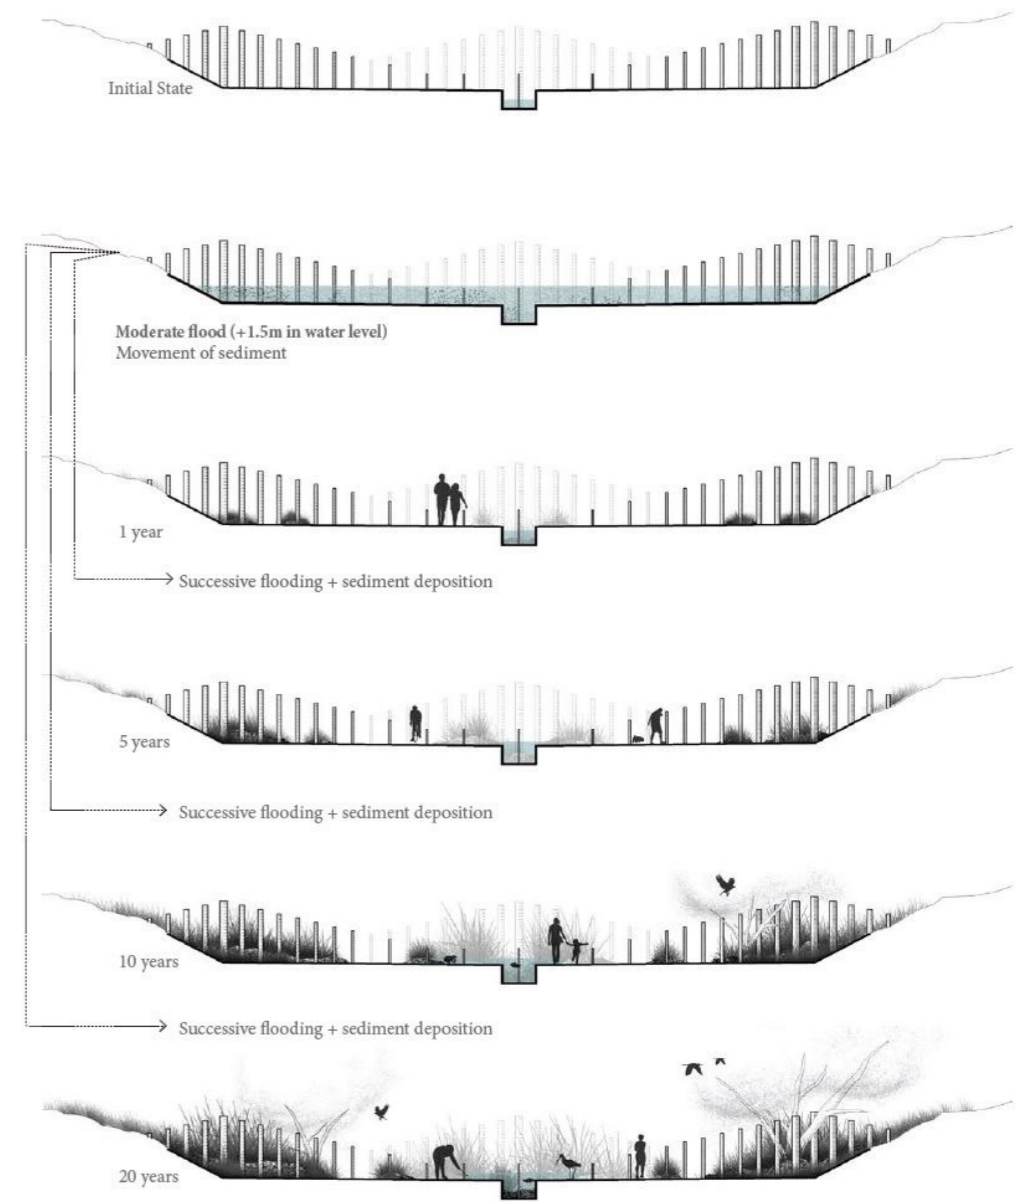 Initial State
Moderate flood (+1.5m in water level)
Movement of sediment
1 year
Successive flooding + sediment deposition
5 years
Successive flooding + sediment deposition
10 years
Successive flooding + sediment deposition
20 years